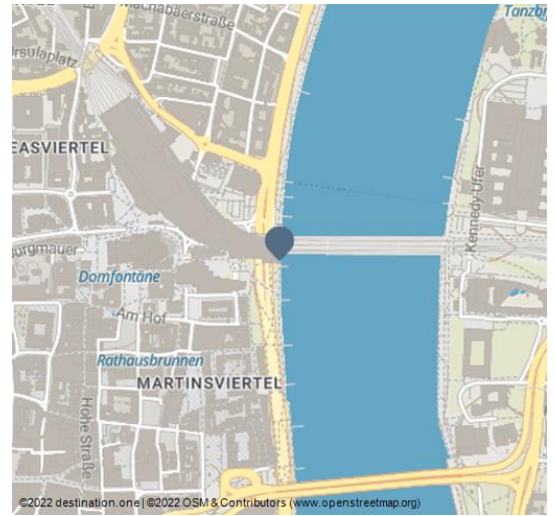 Machabäerstraße
Tanzbr
Ursulaplatz
EASVIERTEL
Kennedy-Ufer
urgmauer
Domfontäne
Am Hof
Rathausbrunnen
MARTINSVIERTEL
Hohe Straße
©2022 destination.one | ©2022 OSM & Contributors (www.openstreetmap.org)